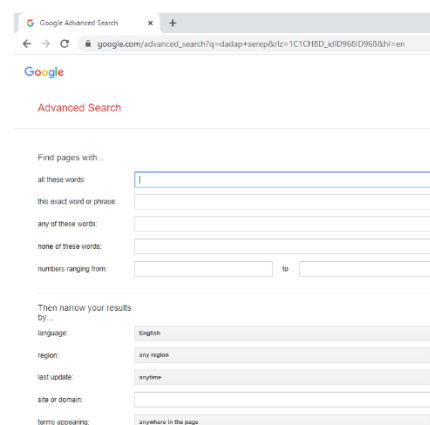 Google Advanced Search
google.com/advanced_search?q=dadap+serep&rlz=1C1CHBD_idID968ID968&hl=en
Google
Advanced Search
Find pages with...
all these words:
this exact word or phrase:
any of these words:
none of these words:
numbers ranging from:
to
Then narrow your results
by...
language: English
region: any region
last update: anytime
site or domain:
terms appearing: anywhere in the page